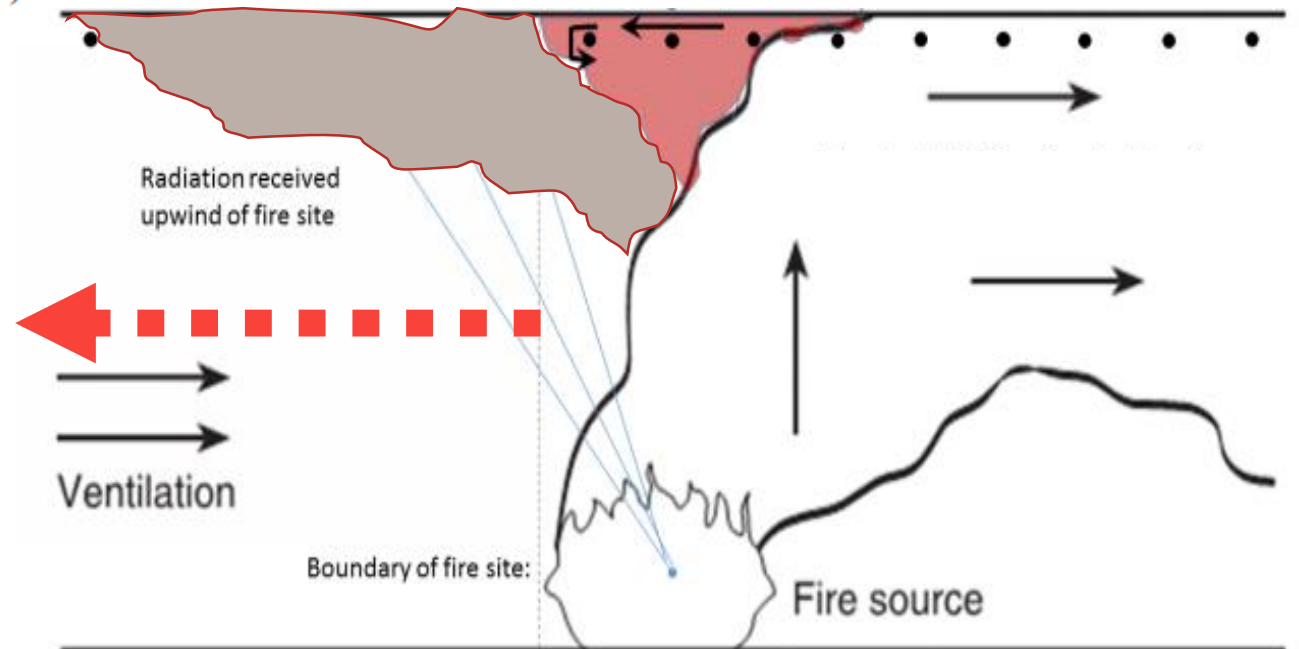 Radiation received
upwind of fire site
Ventilation
Boundary of fire site:
Fire source